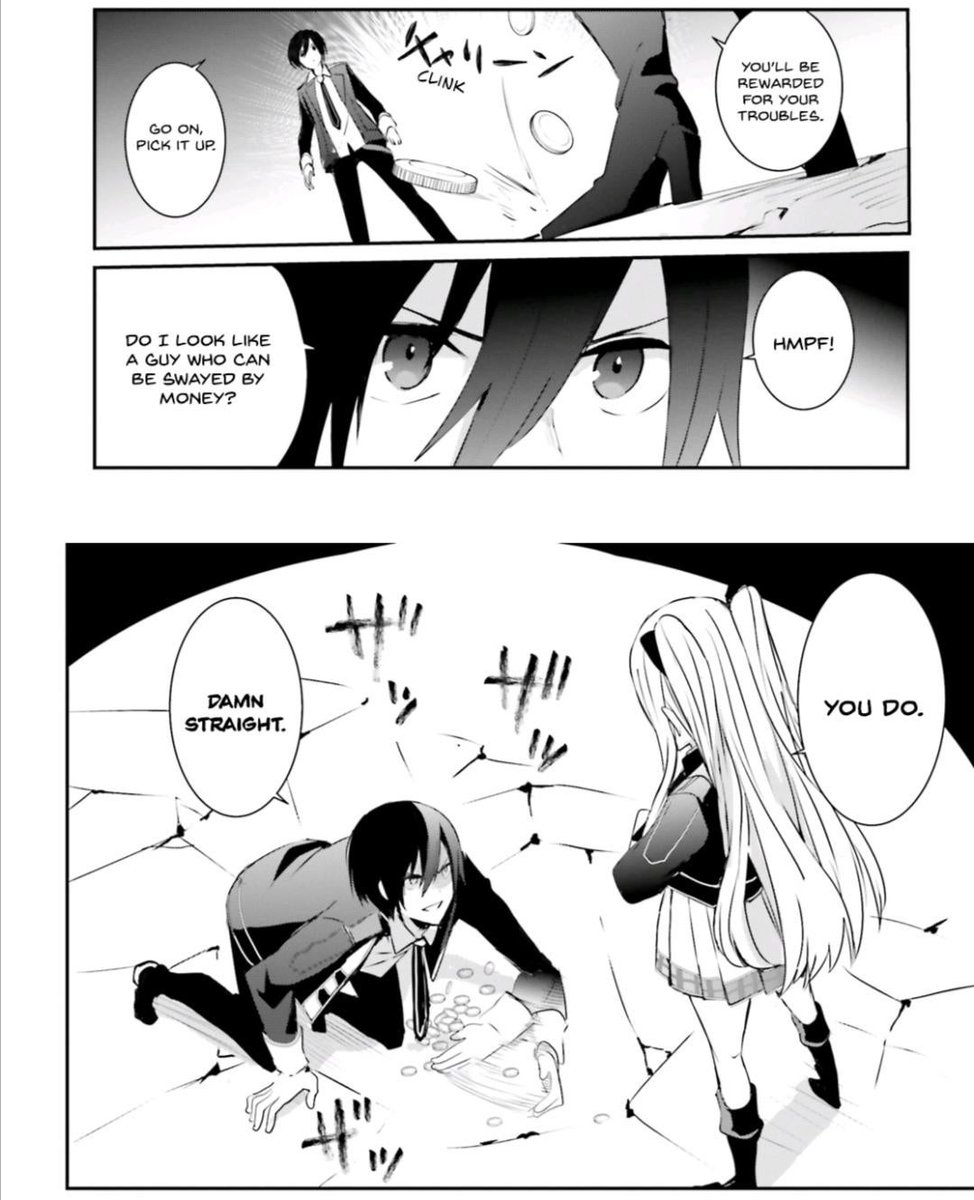 YOU'LL BE
REWARDED
FOR YOUR
TROUBLES.
チャリーン
CLINK
GO ON,
PICK IT UP.
HMPF!
DO I LOOK LIKE
A GUY WHO CAN
BE SWAYED BY
MONEY?
YOU DO.
ザッ
ザッ
DAMN
STRAIGHT.
ザッ